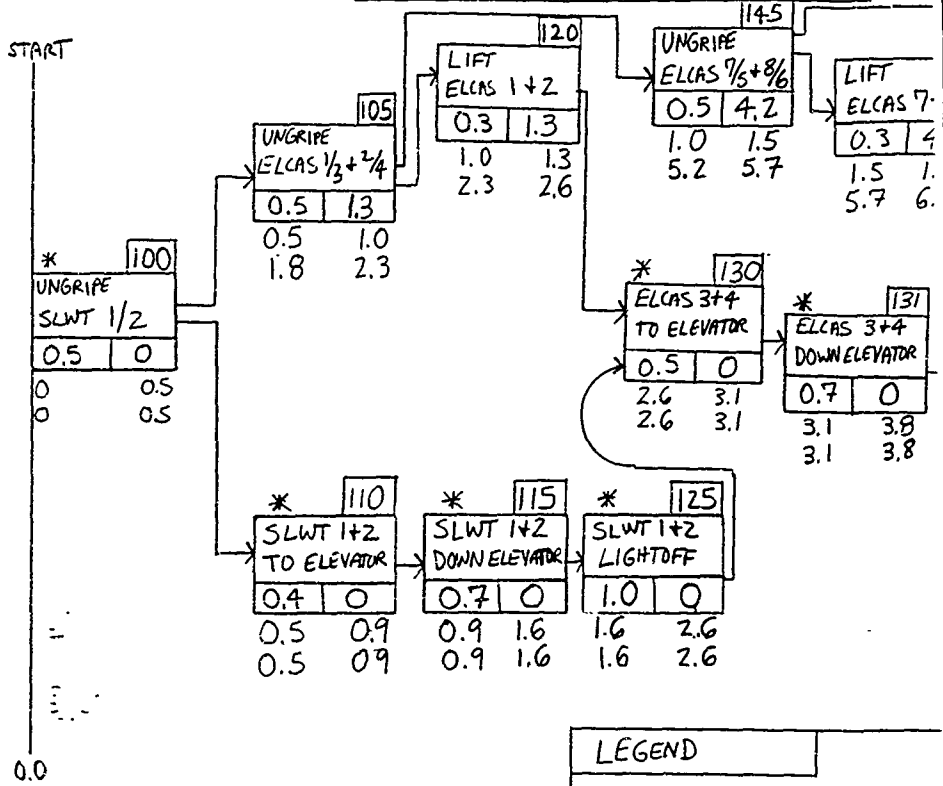 START
145
UNGRIPE
ELCAS 7/5+8/6
0.5 4.2
1.0 1.5
5.2 5.7
120
LIFT
ELCAS 1+2
0.3 1.3
1.0 1.3
2.3 2.6
LIFT
ELCAS 7-
0.3 4
1.5 1.
5.7 6.
105
UNGRIPE
ELCAS 1/3+2/4
0.5 1.3
0.5 1.0
1.8 2.3
* 100
UNGRIPE
SLWT 1/2
0.5 0
0 0.5
0 0.5
* 130
ELCAS 3+4
TO ELEVATOR
0.5 0
2.6 3.1
2.6 3.1
* 131
ELCAS 3+4
DOWN ELEVATOR
0.7 0
3.1 3.8
3.1 3.8
* 110
SLWT 1+2
TO ELEVATOR
0.4 0
0.5 0.9
0.5 09
* 115
SLWT 1+2
DOWN ELEVATOR
0.7 0
0.9 1.6
0.9 1.6
* 125
SLWT 1+2
LIGHTOFF
1.0 0
1.6 2.6
1.6 2.6
0.0
LEGEND